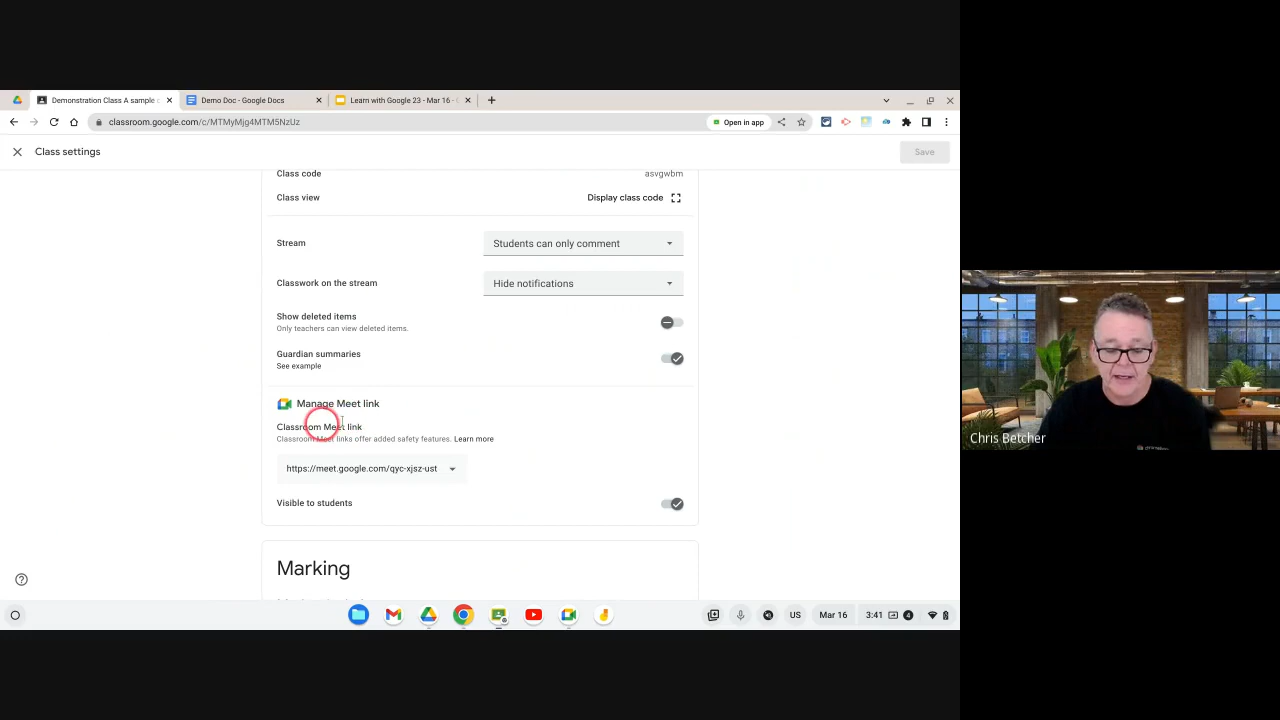 Demonstration Class A sample c
Demo Doc - Google Docs
Learn with Google 23 - Mar 16 -
classroom.google.com/c/MTMyMjg4MTM5NzUz
Open in app
Class settings
Save
Class code
asvgwbm
Class view
Display class code
Stream
Students can only comment
Classwork on the stream
Hide notifications
Show deleted items
Only teachers can view deleted items.
Guardian summaries
See example
Manage Meet link
Classroom Meet link
Classroom Meet links offer added safety features. Learn more
https://meet.google.com/qyc-xjsz-ust
Visible to students
Marking
US
Mar 16
3:41
4
Chris Betcher